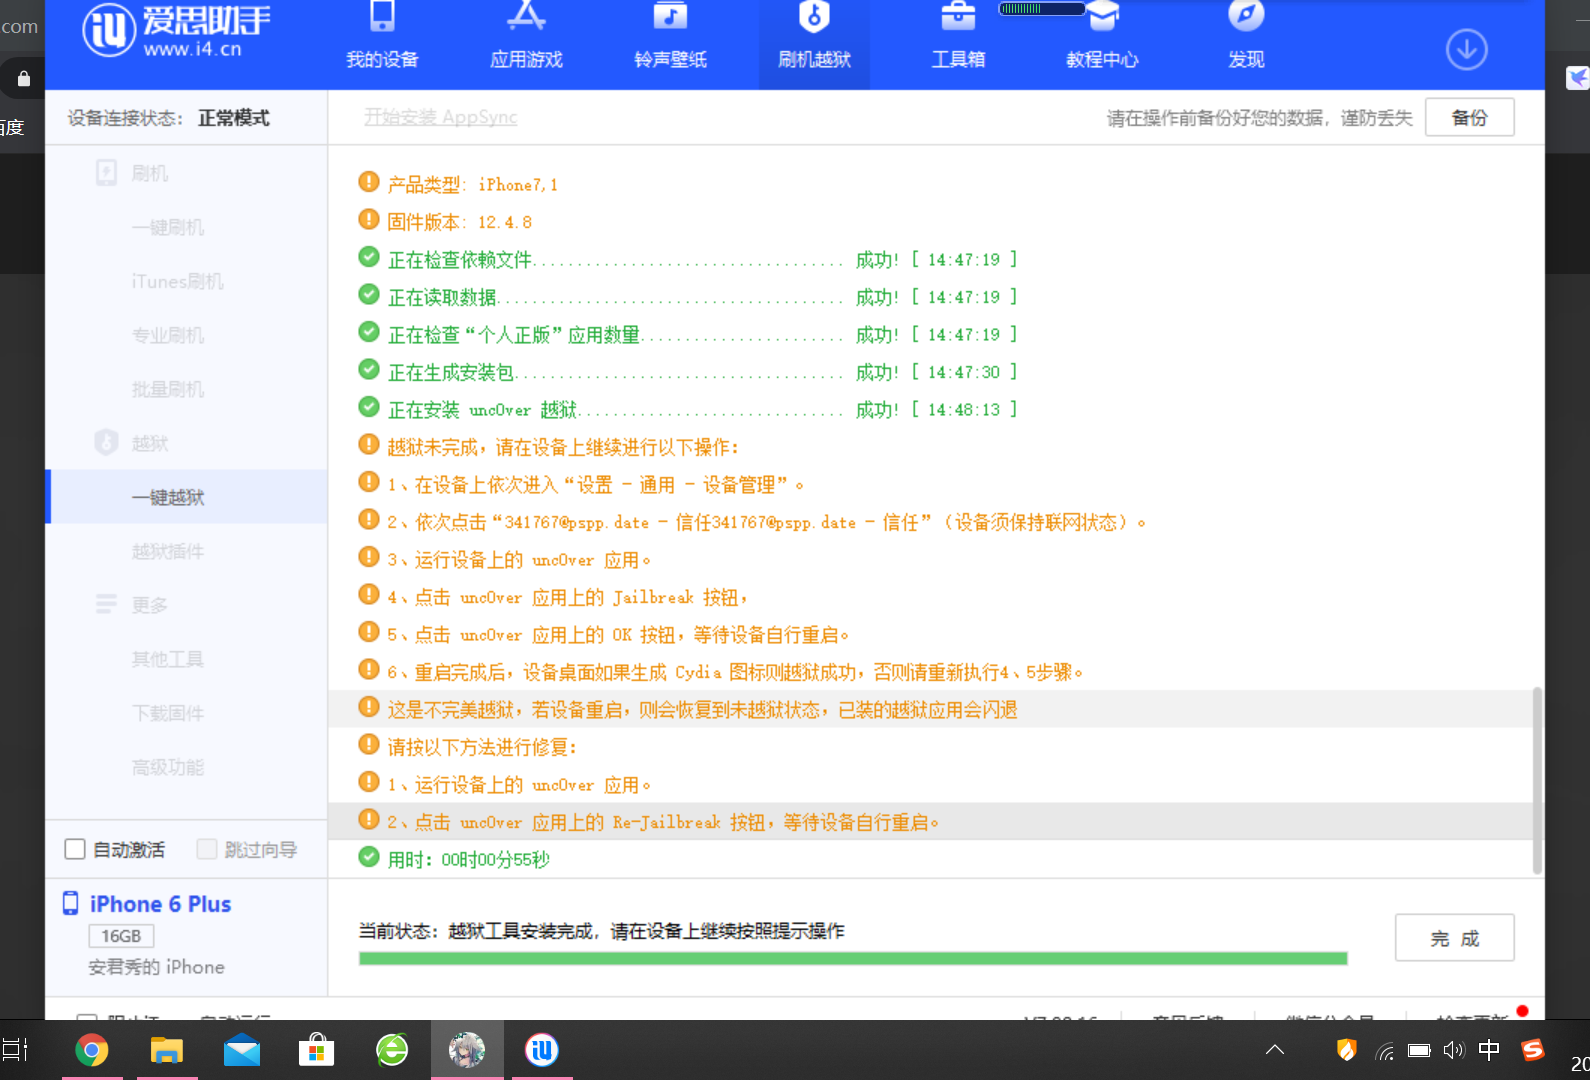 com
爱思助手
www.i4.cn
我的设备
应用游戏
铃声壁纸
刷机越狱
工具箱
教程中心
发现
百度
设备连接状态： 正常模式
开始安装 AppSync
请在操作前备份好您的数据，谨防丢失
备份
刷机
一键刷机
iTunes刷机
专业刷机
批量刷机
越狱
一键越狱
越狱插件
更多
其他工具
下载固件
高级功能
产品类型： iPhone7,1
固件版本： 12.4.8
正在检查依赖文件................................... 成功! [ 14:47:19 ]
正在读取数据....................................... 成功! [ 14:47:19 ]
正在检查“个人正版”应用数量....................... 成功! [ 14:47:19 ]
正在生成安装包..................................... 成功! [ 14:47:30 ]
正在安装 unc0ver 越狱.............................. 成功! [ 14:48:13 ]
越狱未完成，请在设备上继续进行以下操作：
1、在设备上依次进入“设置 - 通用 - 设备管理”。
2、依次点击“341767@pspp.date - 信任341767@pspp.date - 信任”（设备须保持联网状态）。
3、运行设备上的 unc0ver 应用。
4、点击 unc0ver 应用上的 Jailbreak 按钮，
5、点击 unc0ver 应用上的 OK 按钮，等待设备自行重启。
6、重启完成后，设备桌面如果生成 Cydia 图标则越狱成功，否则请重新执行4、5步骤。
这是不完美越狱，若设备重启，则会恢复到未越狱状态，已装的越狱应用会闪退
请按以下方法进行修复：
1、运行设备上的 unc0ver 应用。
2、点击 unc0ver 应用上的 Re-Jailbreak 按钮，等待设备自行重启。
用时：00时00分55秒
自动激活
跳过向导
iPhone 6 Plus
16GB
安君秀的 iPhone
当前状态：越狱工具安装完成，请在设备上继续按照提示操作
完 成
中
20